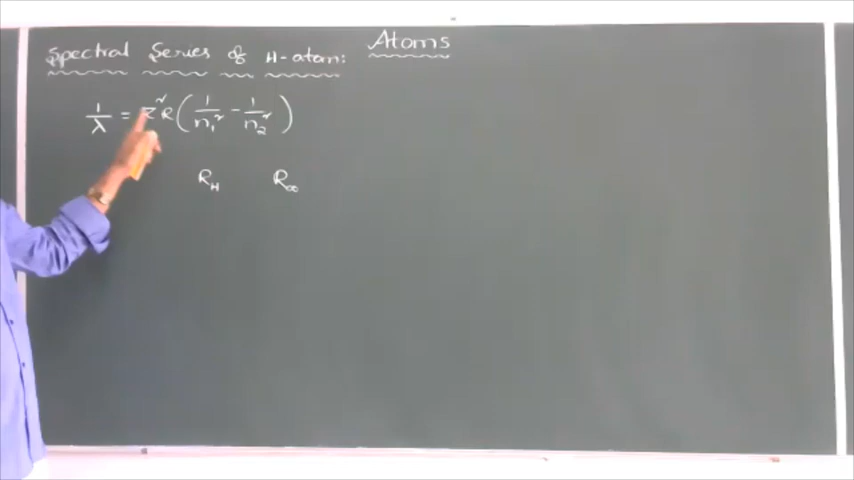 Atoms
Spectral Series of H-atom:
1/λ = Z²R(1/n₁² - 1/n₂²)
R_H R_∞